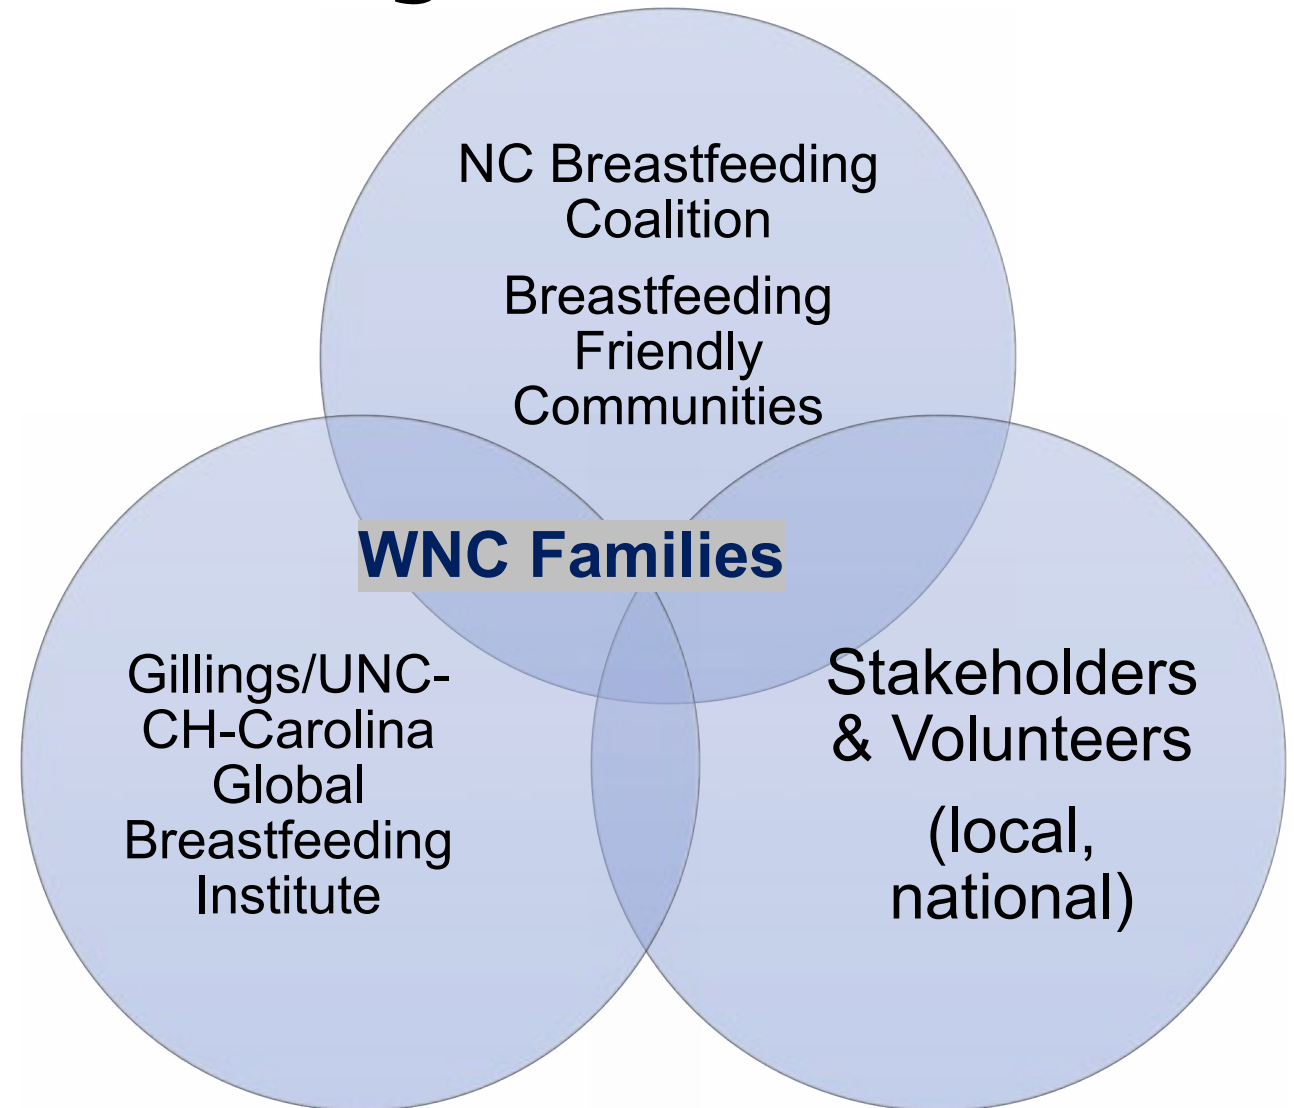 NC Breastfeeding
Coalition
Breastfeeding
Friendly
Communities
WNC Families
Gillings/UNC-
CH-Carolina
Global
Breastfeeding
Institute
Stakeholders
& Volunteers
(local,
national)